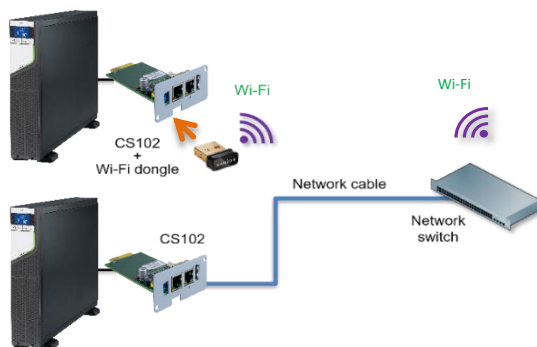 Wi-Fi
Wi-Fi
CS102
+
Wi-Fi dongle
Network cable
Network
switch
CS102